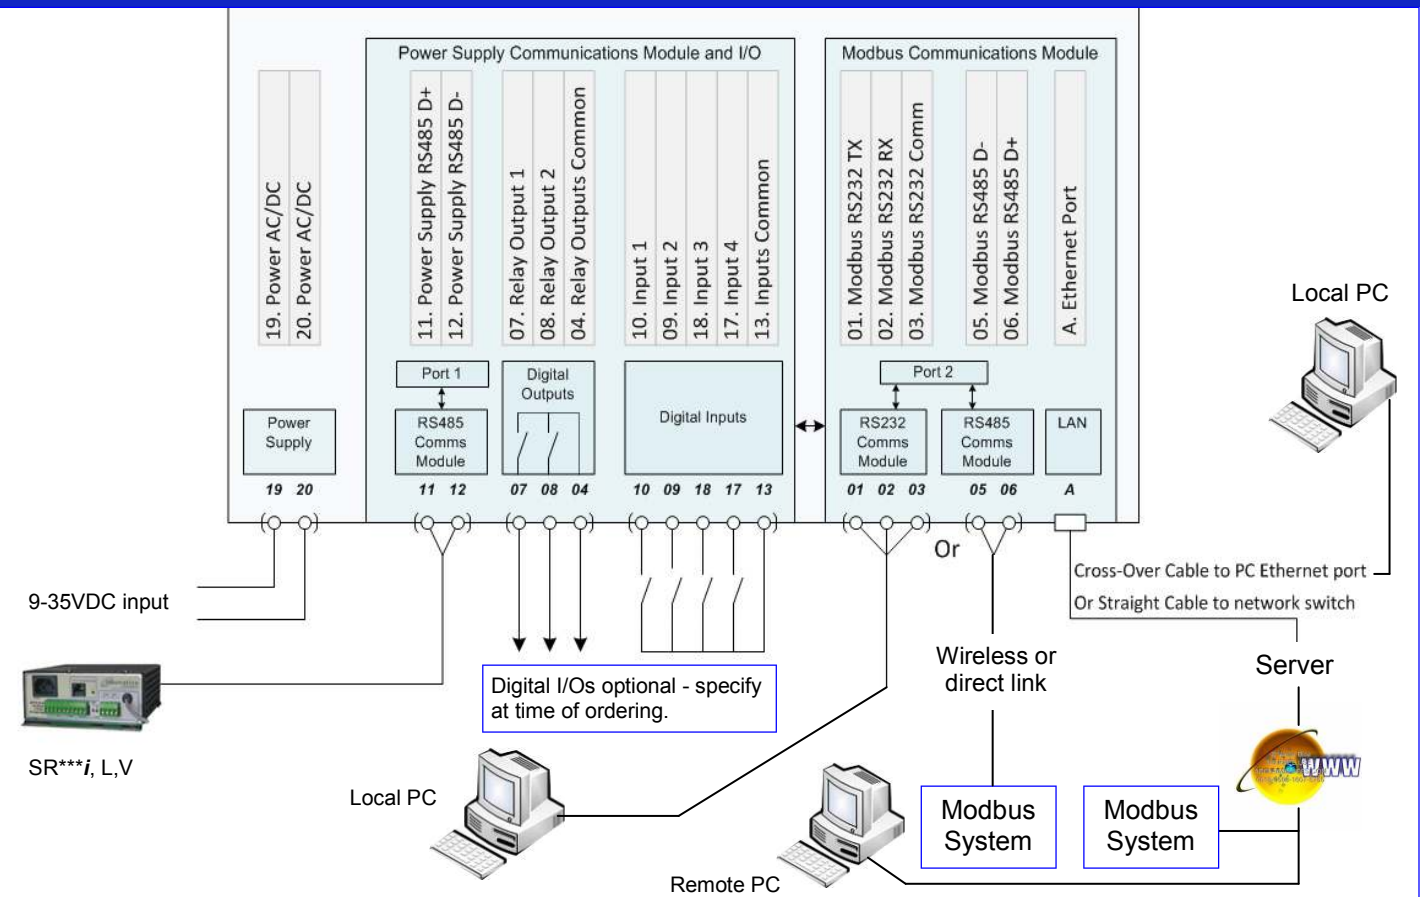 Power Supply Communications Module and I/O
Modbus Communications Module
19. Power AC/DC
20. Power AC/DC
11. Power Supply RS485 D+
12. Power Supply RS485 D-
07. Relay Output 1
08. Relay Output 2
04. Relay Outputs Common
10. Input 1
09. Input 2
18. Input 3
17. Input 4
13. Inputs Common
01. Modbus RS232 TX
02. Modbus RS232 RX
03. Modbus RS232 Comm
05. Modbus RS485 D-
06. Modbus RS485 D+
A. Ethernet Port
Local PC
Power
Supply
Port 1
RS485
Comms
Module
Digital
Outputs
Digital Inputs
Port 2
RS232
Comms
Module
RS485
Comms
Module
LAN
19 20
11 12
07 08 04
10 09 18 17 13
01 02 03
05 06
A
Or
Cross-Over Cable to PC Ethernet port
Or Straight Cable to network switch
9-35VDC input
Wireless or
direct link
Server
Digital I/Os optional - specify
at time of ordering.
SR***i, L,V
WWW
Local PC
Modbus
System
Modbus
System
Remote PC